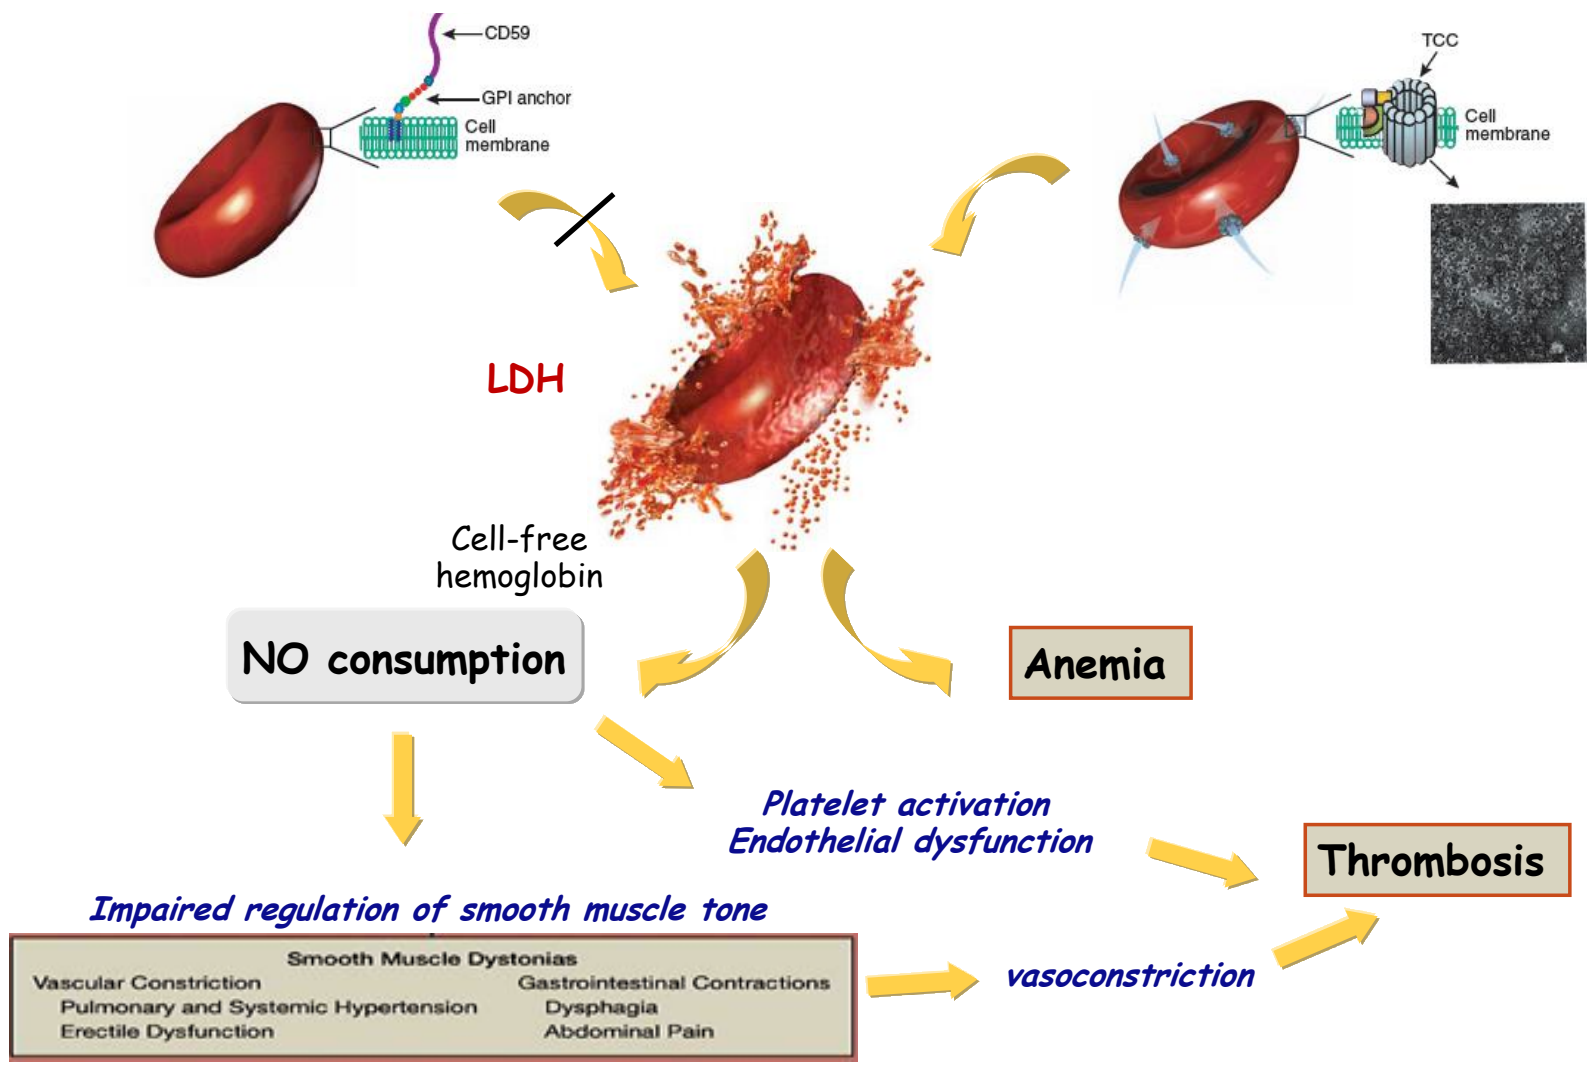 CD59
GPI anchor
Cell
membrane
TCC
Cell
membrane
LDH
Cell-free
hemoglobin
NO consumption
Anemia
Platelet activation
Endothelial dysfunction
Thrombosis
Impaired regulation of smooth muscle tone
Smooth Muscle Dystonias
Vascular Constriction
Pulmonary and Systemic Hypertension
Erectile Dysfunction
Gastrointestinal Contractions
Dysphagia
Abdominal Pain
vasoconstriction